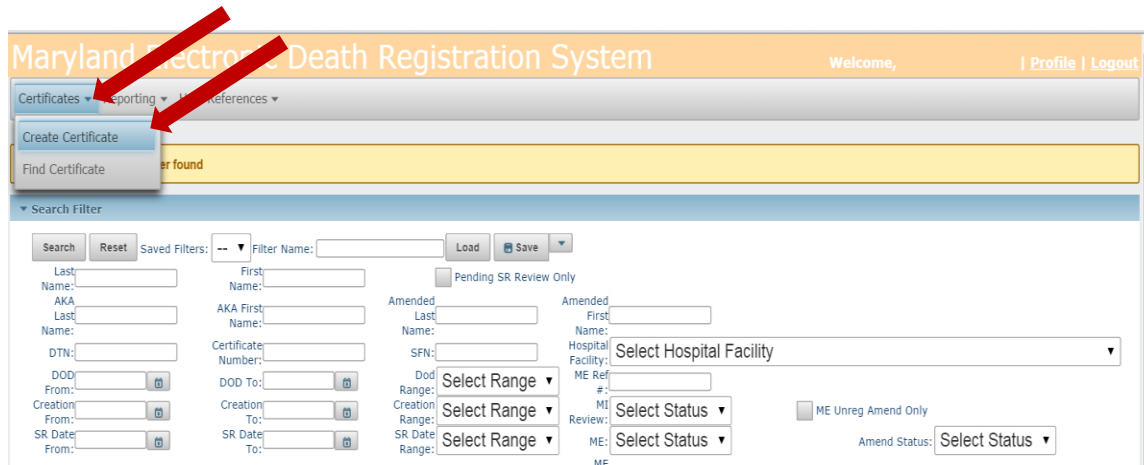 Maryland Electronic Death Registration System Welcome, | Profile | Logout
Certificates Reporting References
Create Certificate
Find Certificate found
Search Filter
Search Reset Saved Filters: -- Filter Name: Load Save
Last Name: First Name: Pending SR Review Only
AKA Last Name: AKA First Name: Amended Last Name: Amended First Name:
DTN: Certificate Number: SFN: Hospital Facility: Select Hospital Facility
DOD From: DOD To: Dod Range: Select Range ME Ref #:
Creation From: Creation To: Creation Range: Select Range MI Review: Select Status ME Unreg Amend Only
SR Date From: SR Date To: SR Date Range: Select Range ME: Select Status Amend Status: Select Status